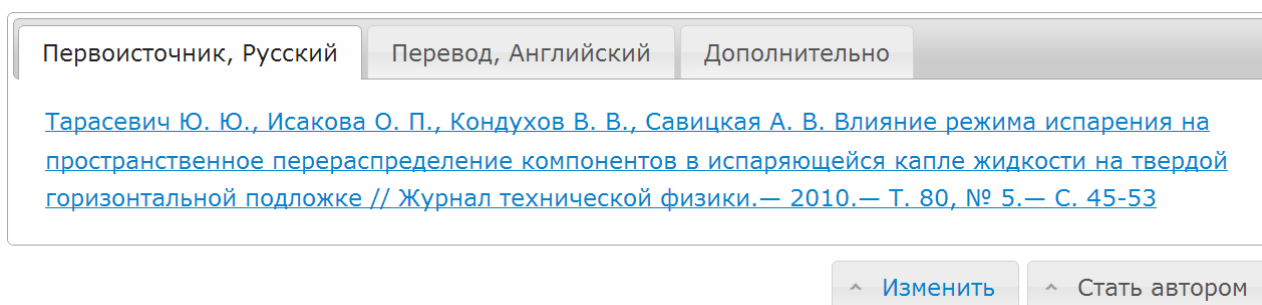 Первоисточник, Русский Перевод, Английский Дополнительно
Тарасевич Ю. Ю., Исакова О. П., Кондухов В. В., Савицкая А. В. Влияние режима испарения на
пространственное перераспределение компонентов в испаряющейся капле жидкости на твердой
горизонтальной подложке // Журнал технической физики.— 2010.— Т. 80, № 5.— С. 45-53
^ Изменить ^ Стать автором